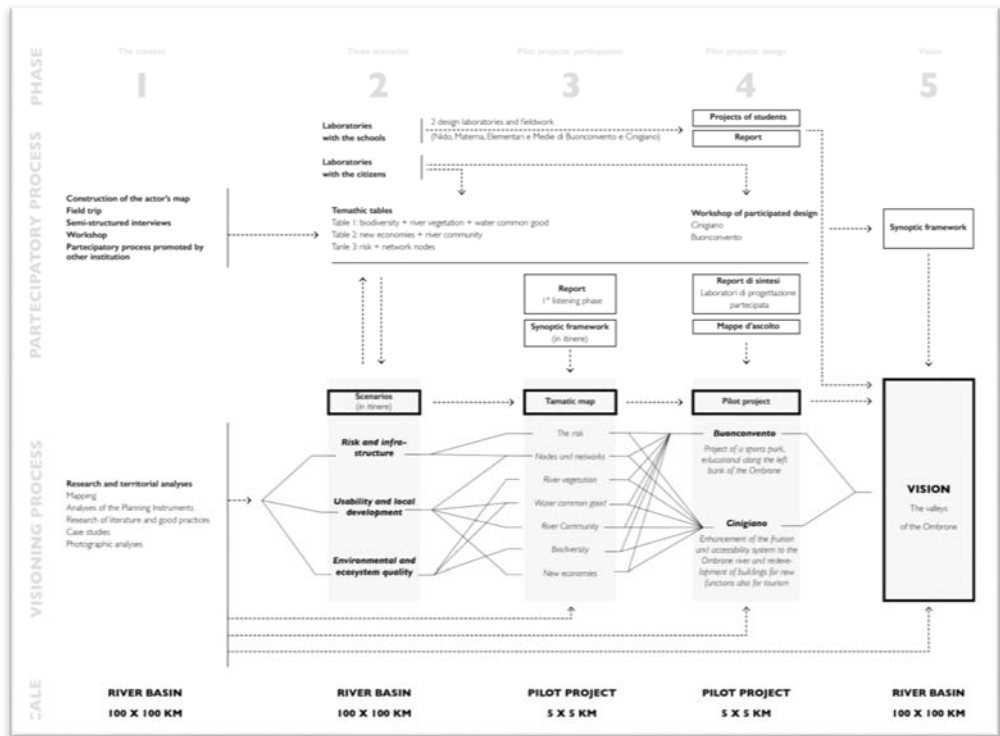 PHASE
The context
1
Three scenarios
2
Pilot projects: participation
3
Pilot projects: design
4
Vision
5
PARTECIPATORY PROCESS
Laboratories
with the schools
2 design laboratories and fieldwork
(Nido, Materna, Elementari e Medie di Buonconvento e Cinigiano)
Projects of students
Report
Laboratories
with the citizens
Construction of the actor's map
Field trip
Semi-structured interviews
Workshop
Partecipatory process promoted by
other institution
Temathic tables
Table 1: biodiversity + river vegetation + water common good
Table 2: new economies + river community
Tanle 3: risk + network nodes
Workshop of participated design
Cinigiano
Buonconvento
Synoptic framework
Report
1° listening phase
Synoptic framework
(in itinere)
Report di sintesi
Laboratori di progettazione
partecipata
Mappe d'ascolto
VISIONING PROCESS
Scenarios
(in itinere)
Tamatic map
Pilot project
Research and territorial analyses
Mapping
Analyses of the Planning Instruments
Research of literature and good practices
Case studies
Photographic analyses
Risk and infra-
structure
Usability and local
development
Environmental and
ecosystem quality
The risk
Nodes and networks
River vegetation
Water common good
River Community
Biodiversity
New economies
Buonconvento
Project of a sports park,
educational along the left
bank of the Ombrone
Cinigiano
Enhancement of the fruition
and accessibility system to the
Ombrone river and redeve-
lopment of buildings for new
functions also for tourism
VISION
The valleys
of the Ombrone
CALE
RIVER BASIN
100 X 100 KM
RIVER BASIN
100 X 100 KM
PILOT PROJECT
5 X 5 KM
PILOT PROJECT
5 X 5 KM
RIVER BASIN
100 X 100 KM